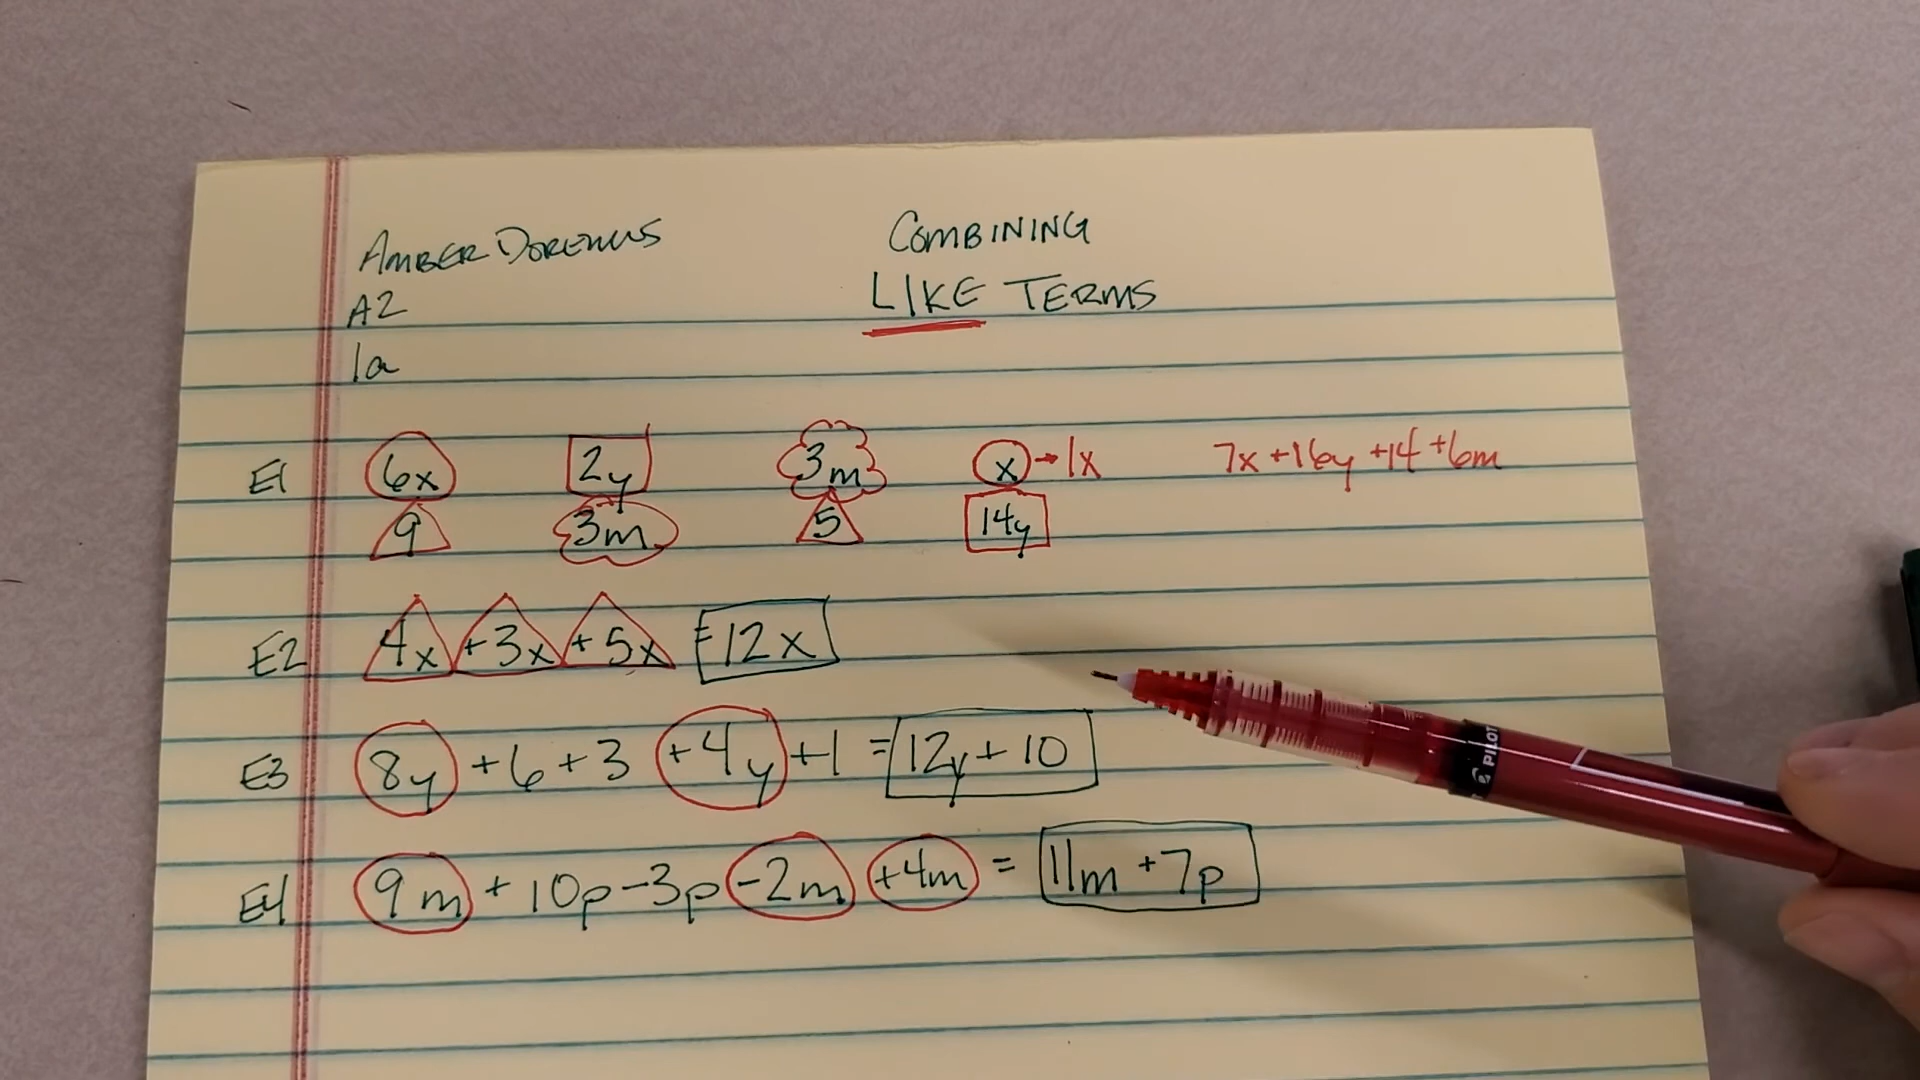 AMBER DOREMUS
COMBINING
LIKE TERMS
A2
1a
E1 6x 2y 3m x→1x 7x+16y+14+6m
9 3m 5 14y
E2 4x +3x +5x =12x
E3 8y +6+3 +4y +1 = 12y+10
E4 9m + 10p-3p -2m +4m = 11m +7p
PILOT